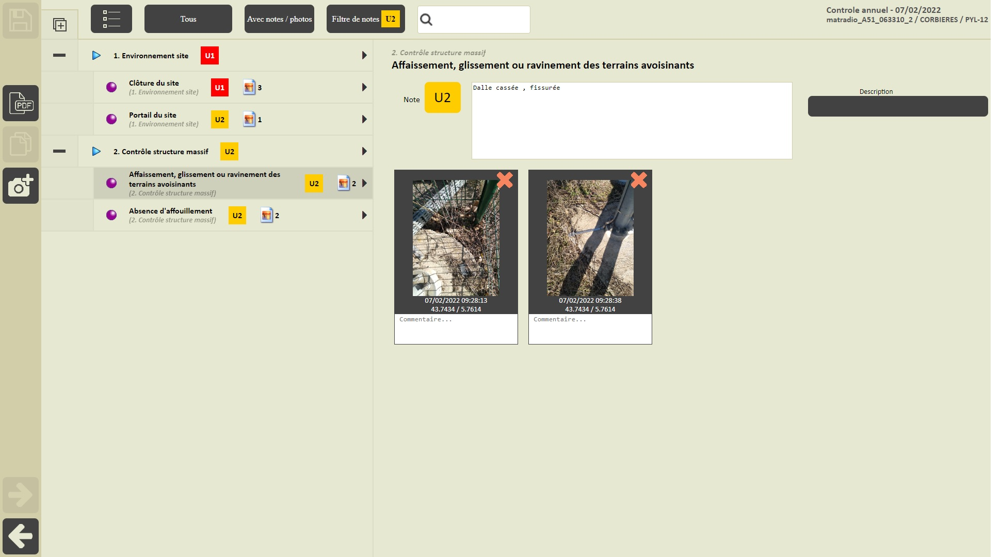 Tous
Avec notes / photos
Filtre de notes U2
Controle annuel - 07/02/2022
matradio_A51_063310_2 / CORBIERES / PYL-12
PDF
1. Environnement site U1
Clôture du site U1 3
(1. Environnement site)
Portail du site U2 1
(1. Environnement site)
2. Contrôle structure massif U2
Affaissement, glissement ou ravinement des
terrains avoisinants U2 2
(2. Contrôle structure massif)
Absence d'affouillement U2 2
(2. Contrôle structure massif)
2. Contrôle structure massif
Affaissement, glissement ou ravinement des terrains avoisinants
Note U2
Dalle cassée , fissurée
Description
07/02/2022 09:28:13
43.7434 / 5.7614
Commentaire...
07/02/2022 09:28:38
43.7434 / 5.7614
Commentaire...